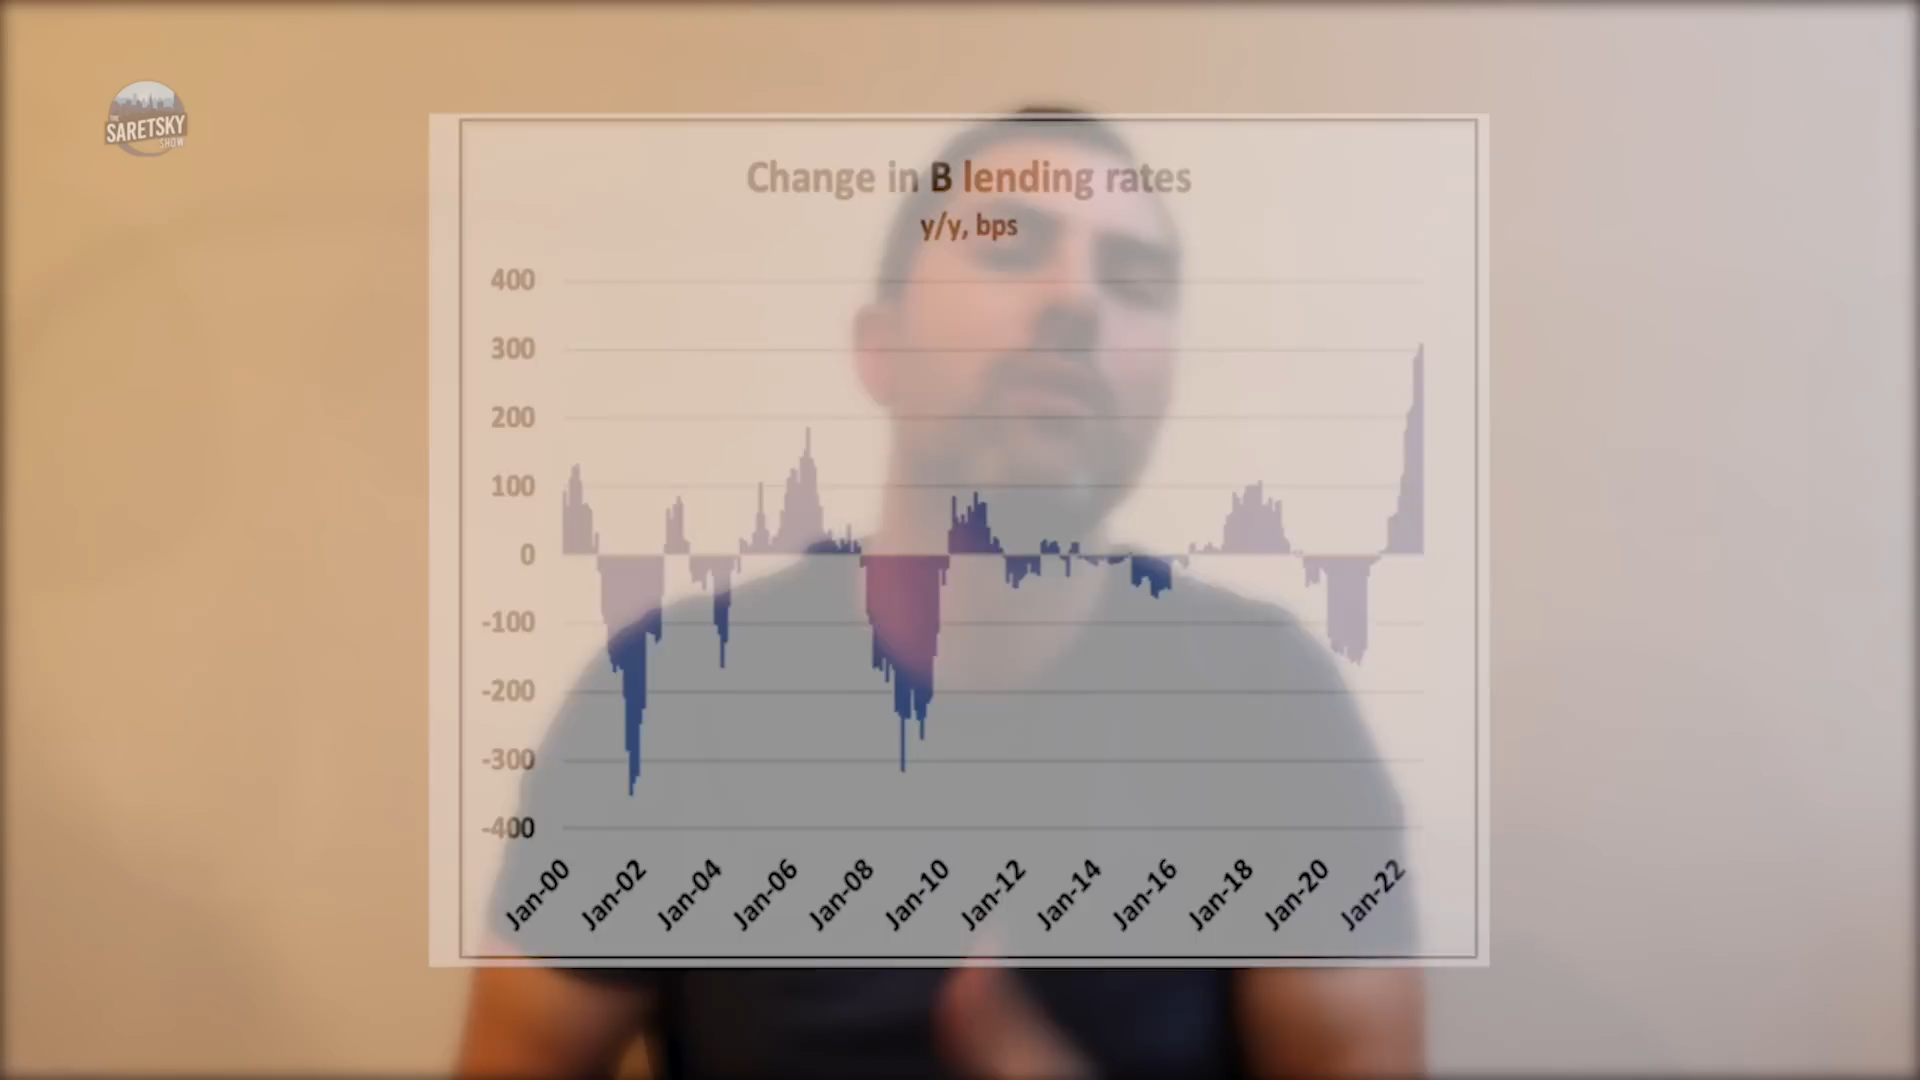 THE
SARETSKY
SHOW
Change in B lending rates
y/y, bps
400
300
200
100
0
-100
-200
-300
-400
Jan-00
Jan-02
Jan-04
Jan-06
Jan-08
Jan-10
Jan-12
Jan-14
Jan-16
Jan-18
Jan-20
Jan-22